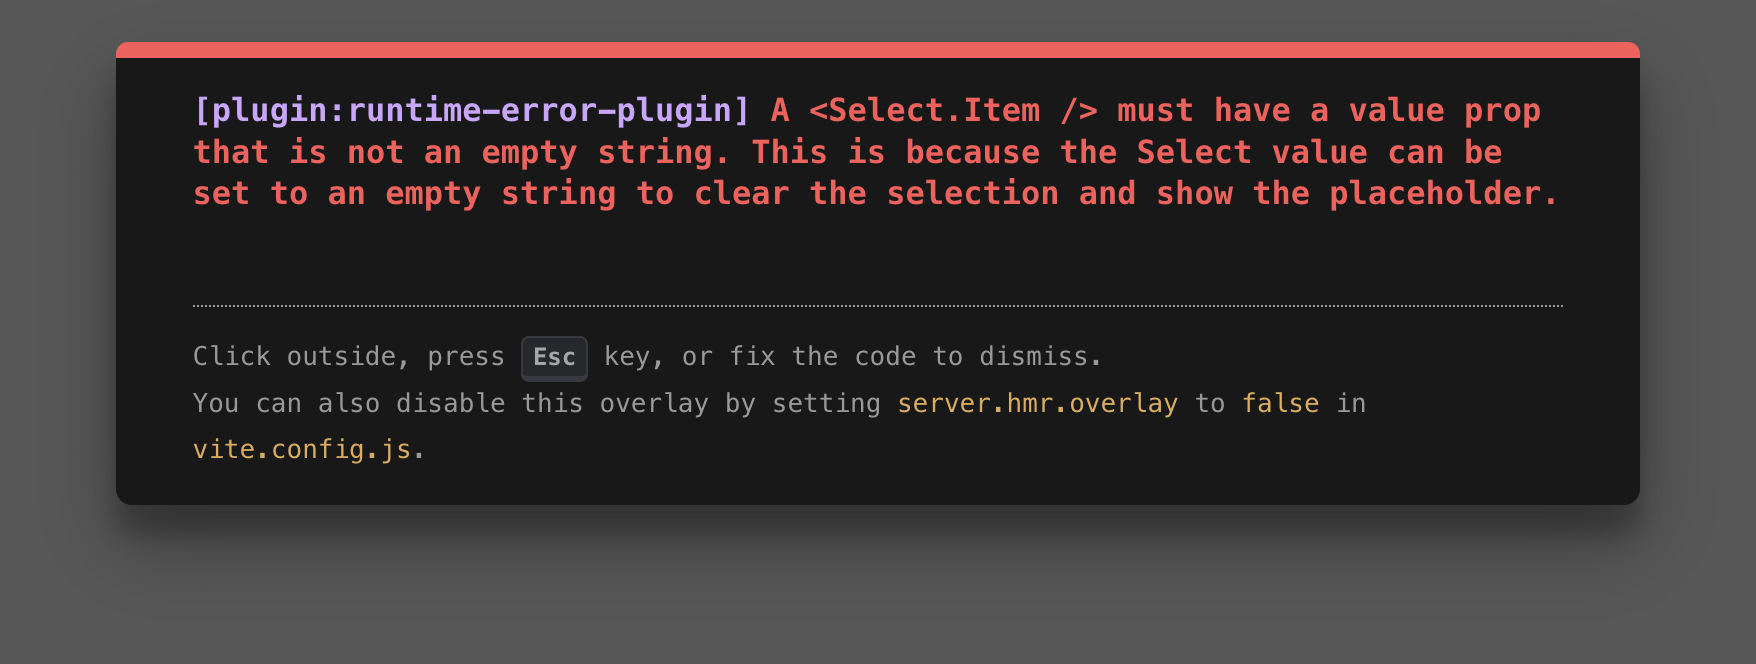 [plugin:runtime-error-plugin] A <Select.Item /> must have a value prop
that is not an empty string. This is because the Select value can be
set to an empty string to clear the selection and show the placeholder.
Click outside, press Esc key, or fix the code to dismiss.
You can also disable this overlay by setting server.hmr.overlay to false in
vite.config.js.